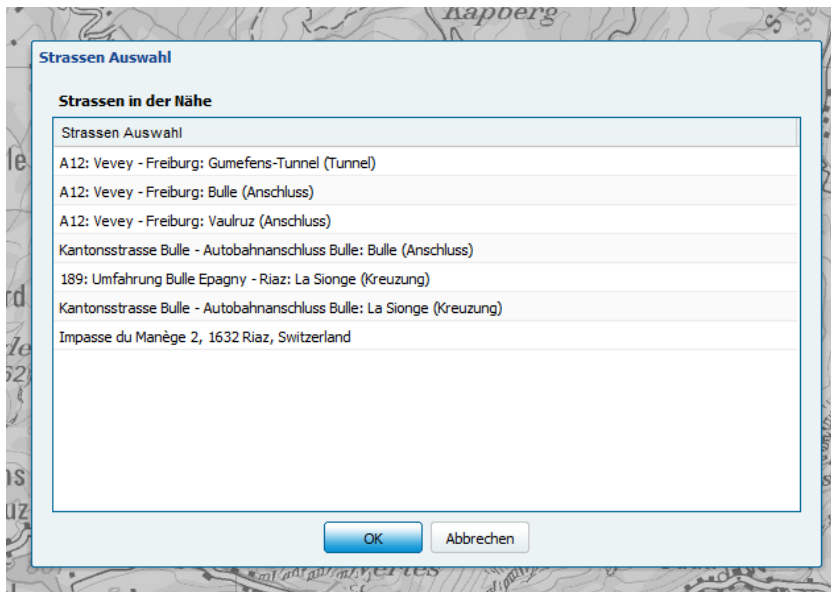 Kapberg
Strassen Auswahl
Strassen in der Nähe
Strassen Auswahl
A12: Vevey - Freiburg: Gumefens-Tunnel (Tunnel)
A12: Vevey - Freiburg: Bulle (Anschluss)
A12: Vevey - Freiburg: Vaulruz (Anschluss)
Kantonsstrasse Bulle - Autobahnanschluss Bulle: Bulle (Anschluss)
189: Umfahrung Bulle Epagny - Riaz: La Sionge (Kreuzung)
Kantonsstrasse Bulle - Autobahnanschluss Bulle: La Sionge (Kreuzung)
Impasse du Manège 2, 1632 Riaz, Switzerland
OK Abbrechen